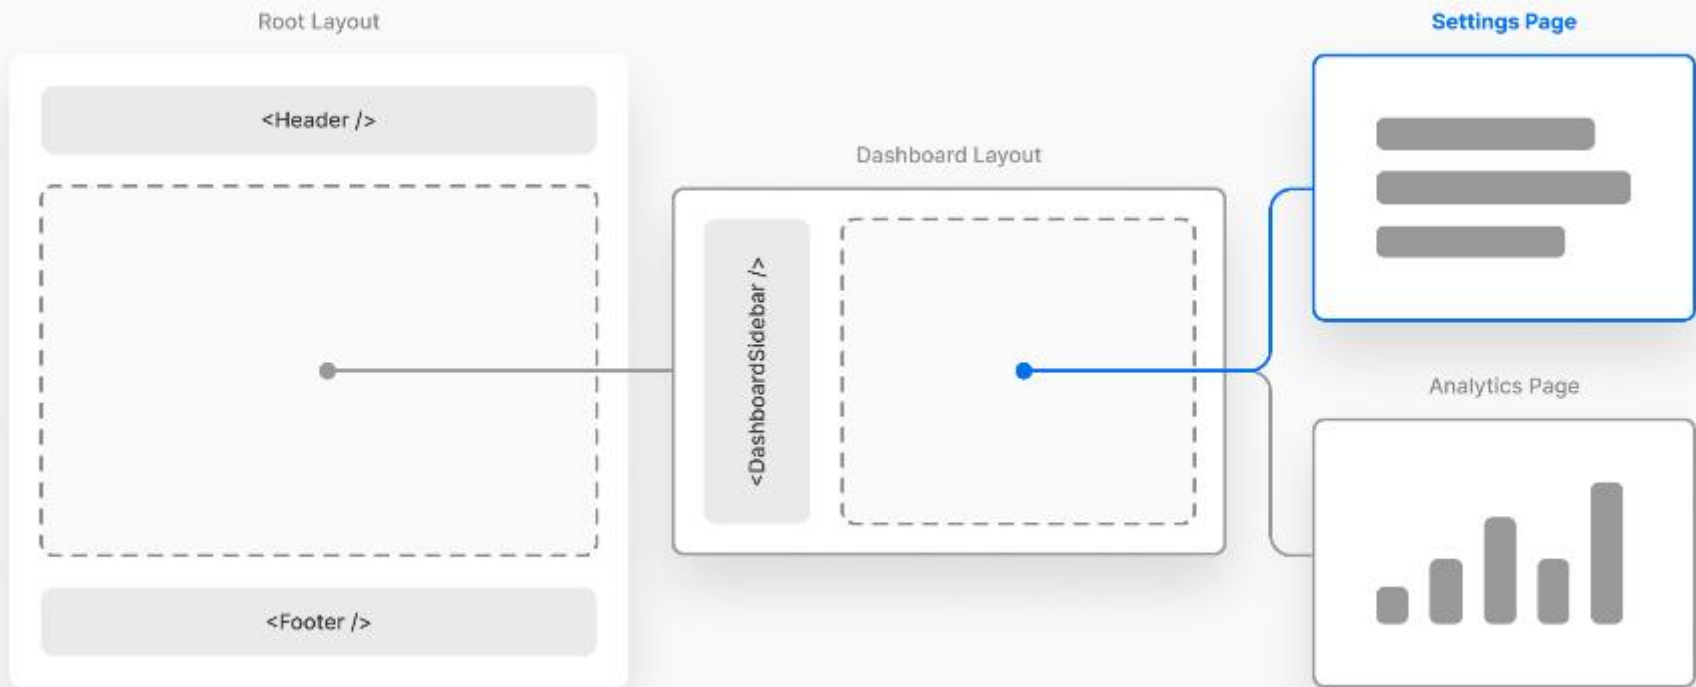 Root Layout
<Header />
<Footer />
Dashboard Layout
<DashboardSidebar />
Settings Page
Analytics Page